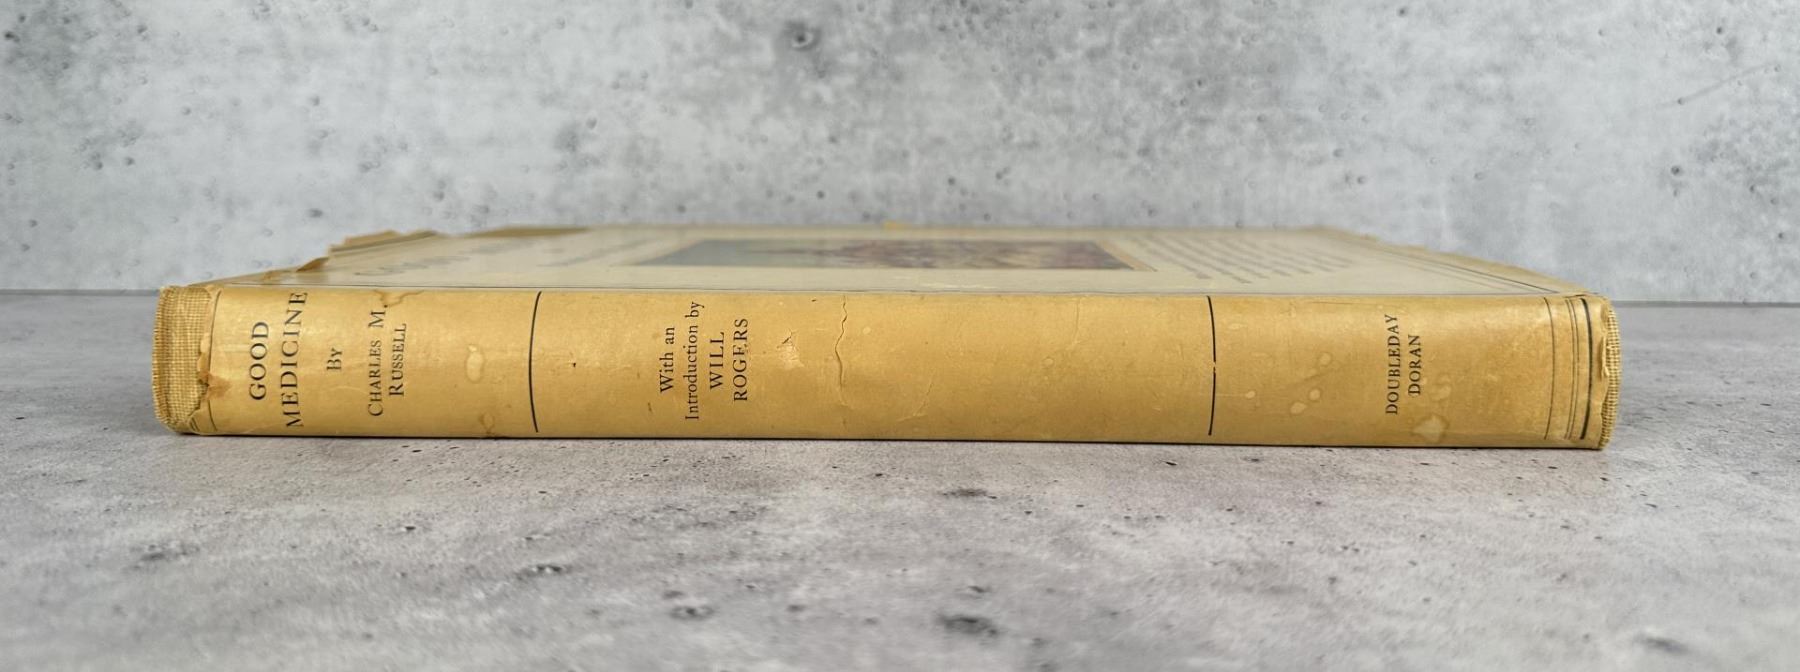 GOOD
MEDICINE
By
CHARLES M.
RUSSELL
With an
Introduction by
WILL
ROGERS
DOUBLEDAY
DORAN